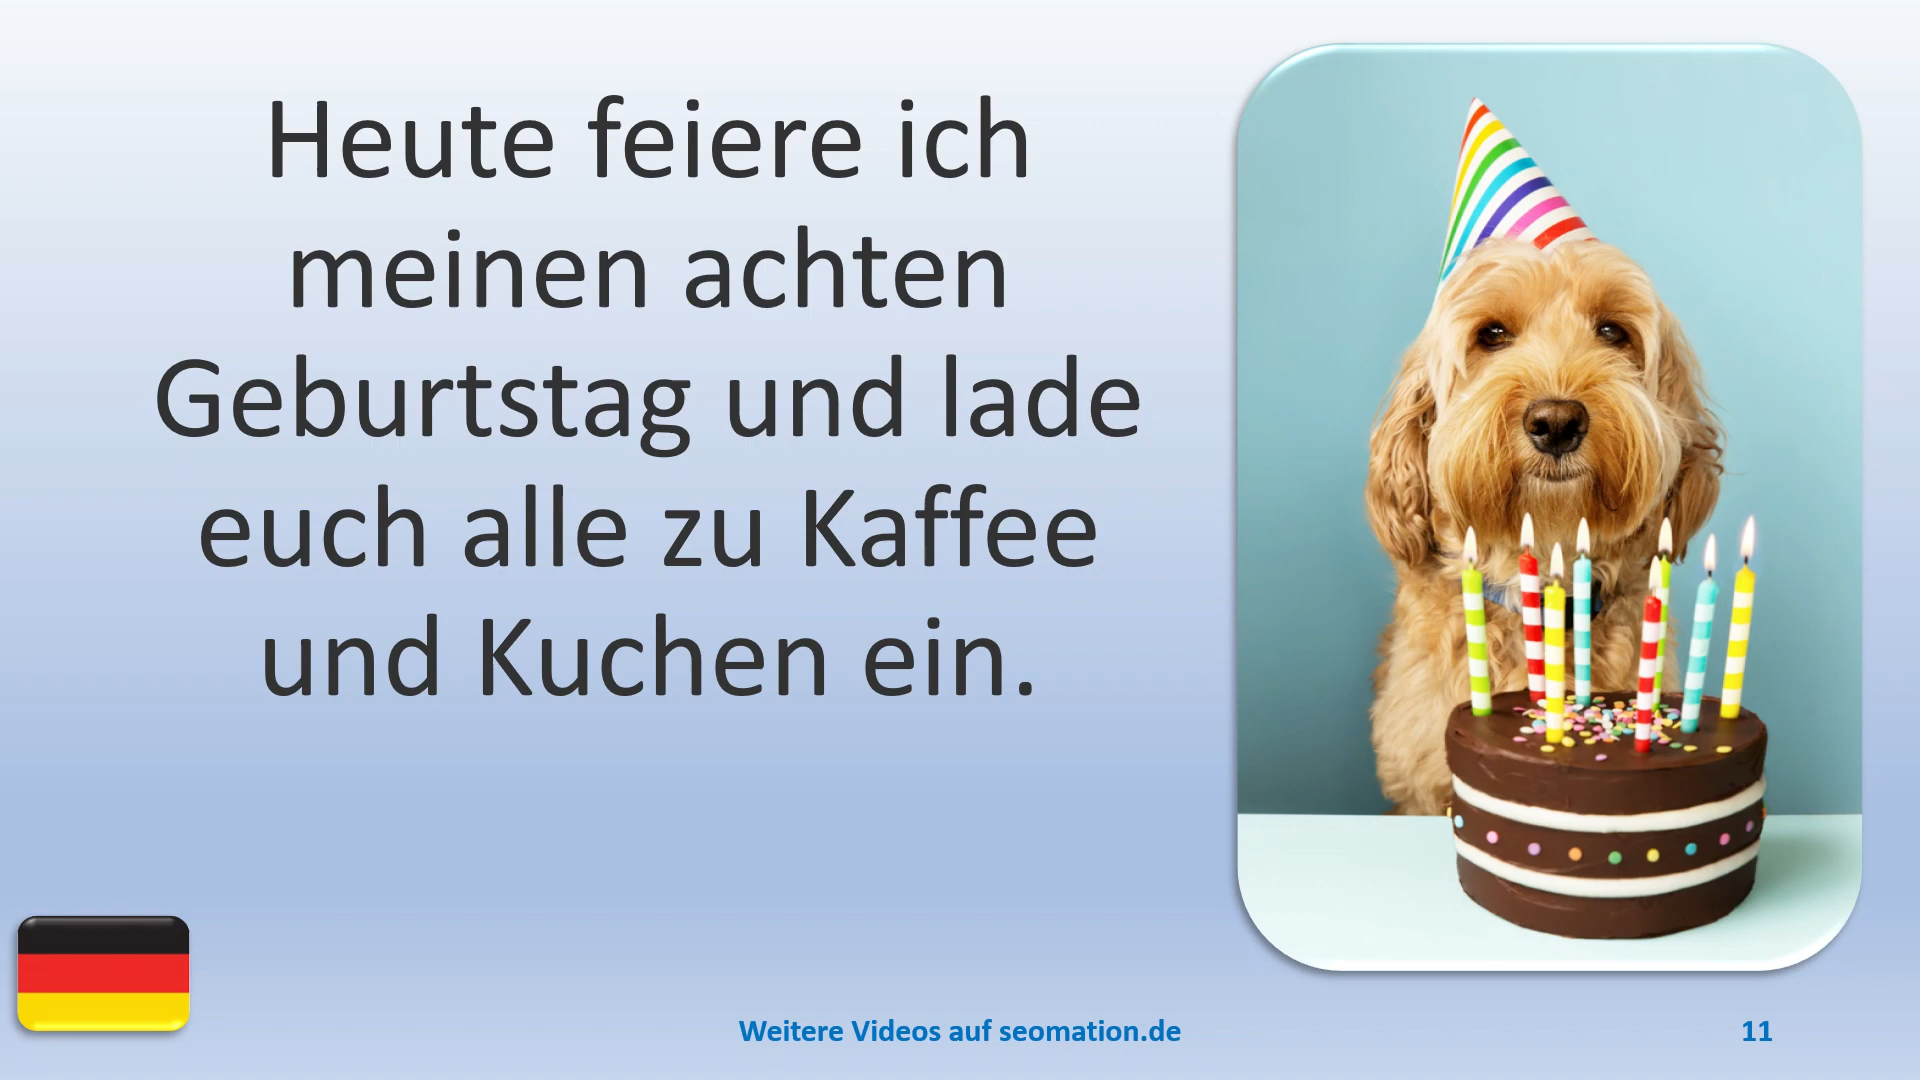 Heute feiere ich
meinen achten
Geburtstag und lade
euch alle zu Kaffee
und Kuchen ein.
Weitere Videos auf seomation.de
11